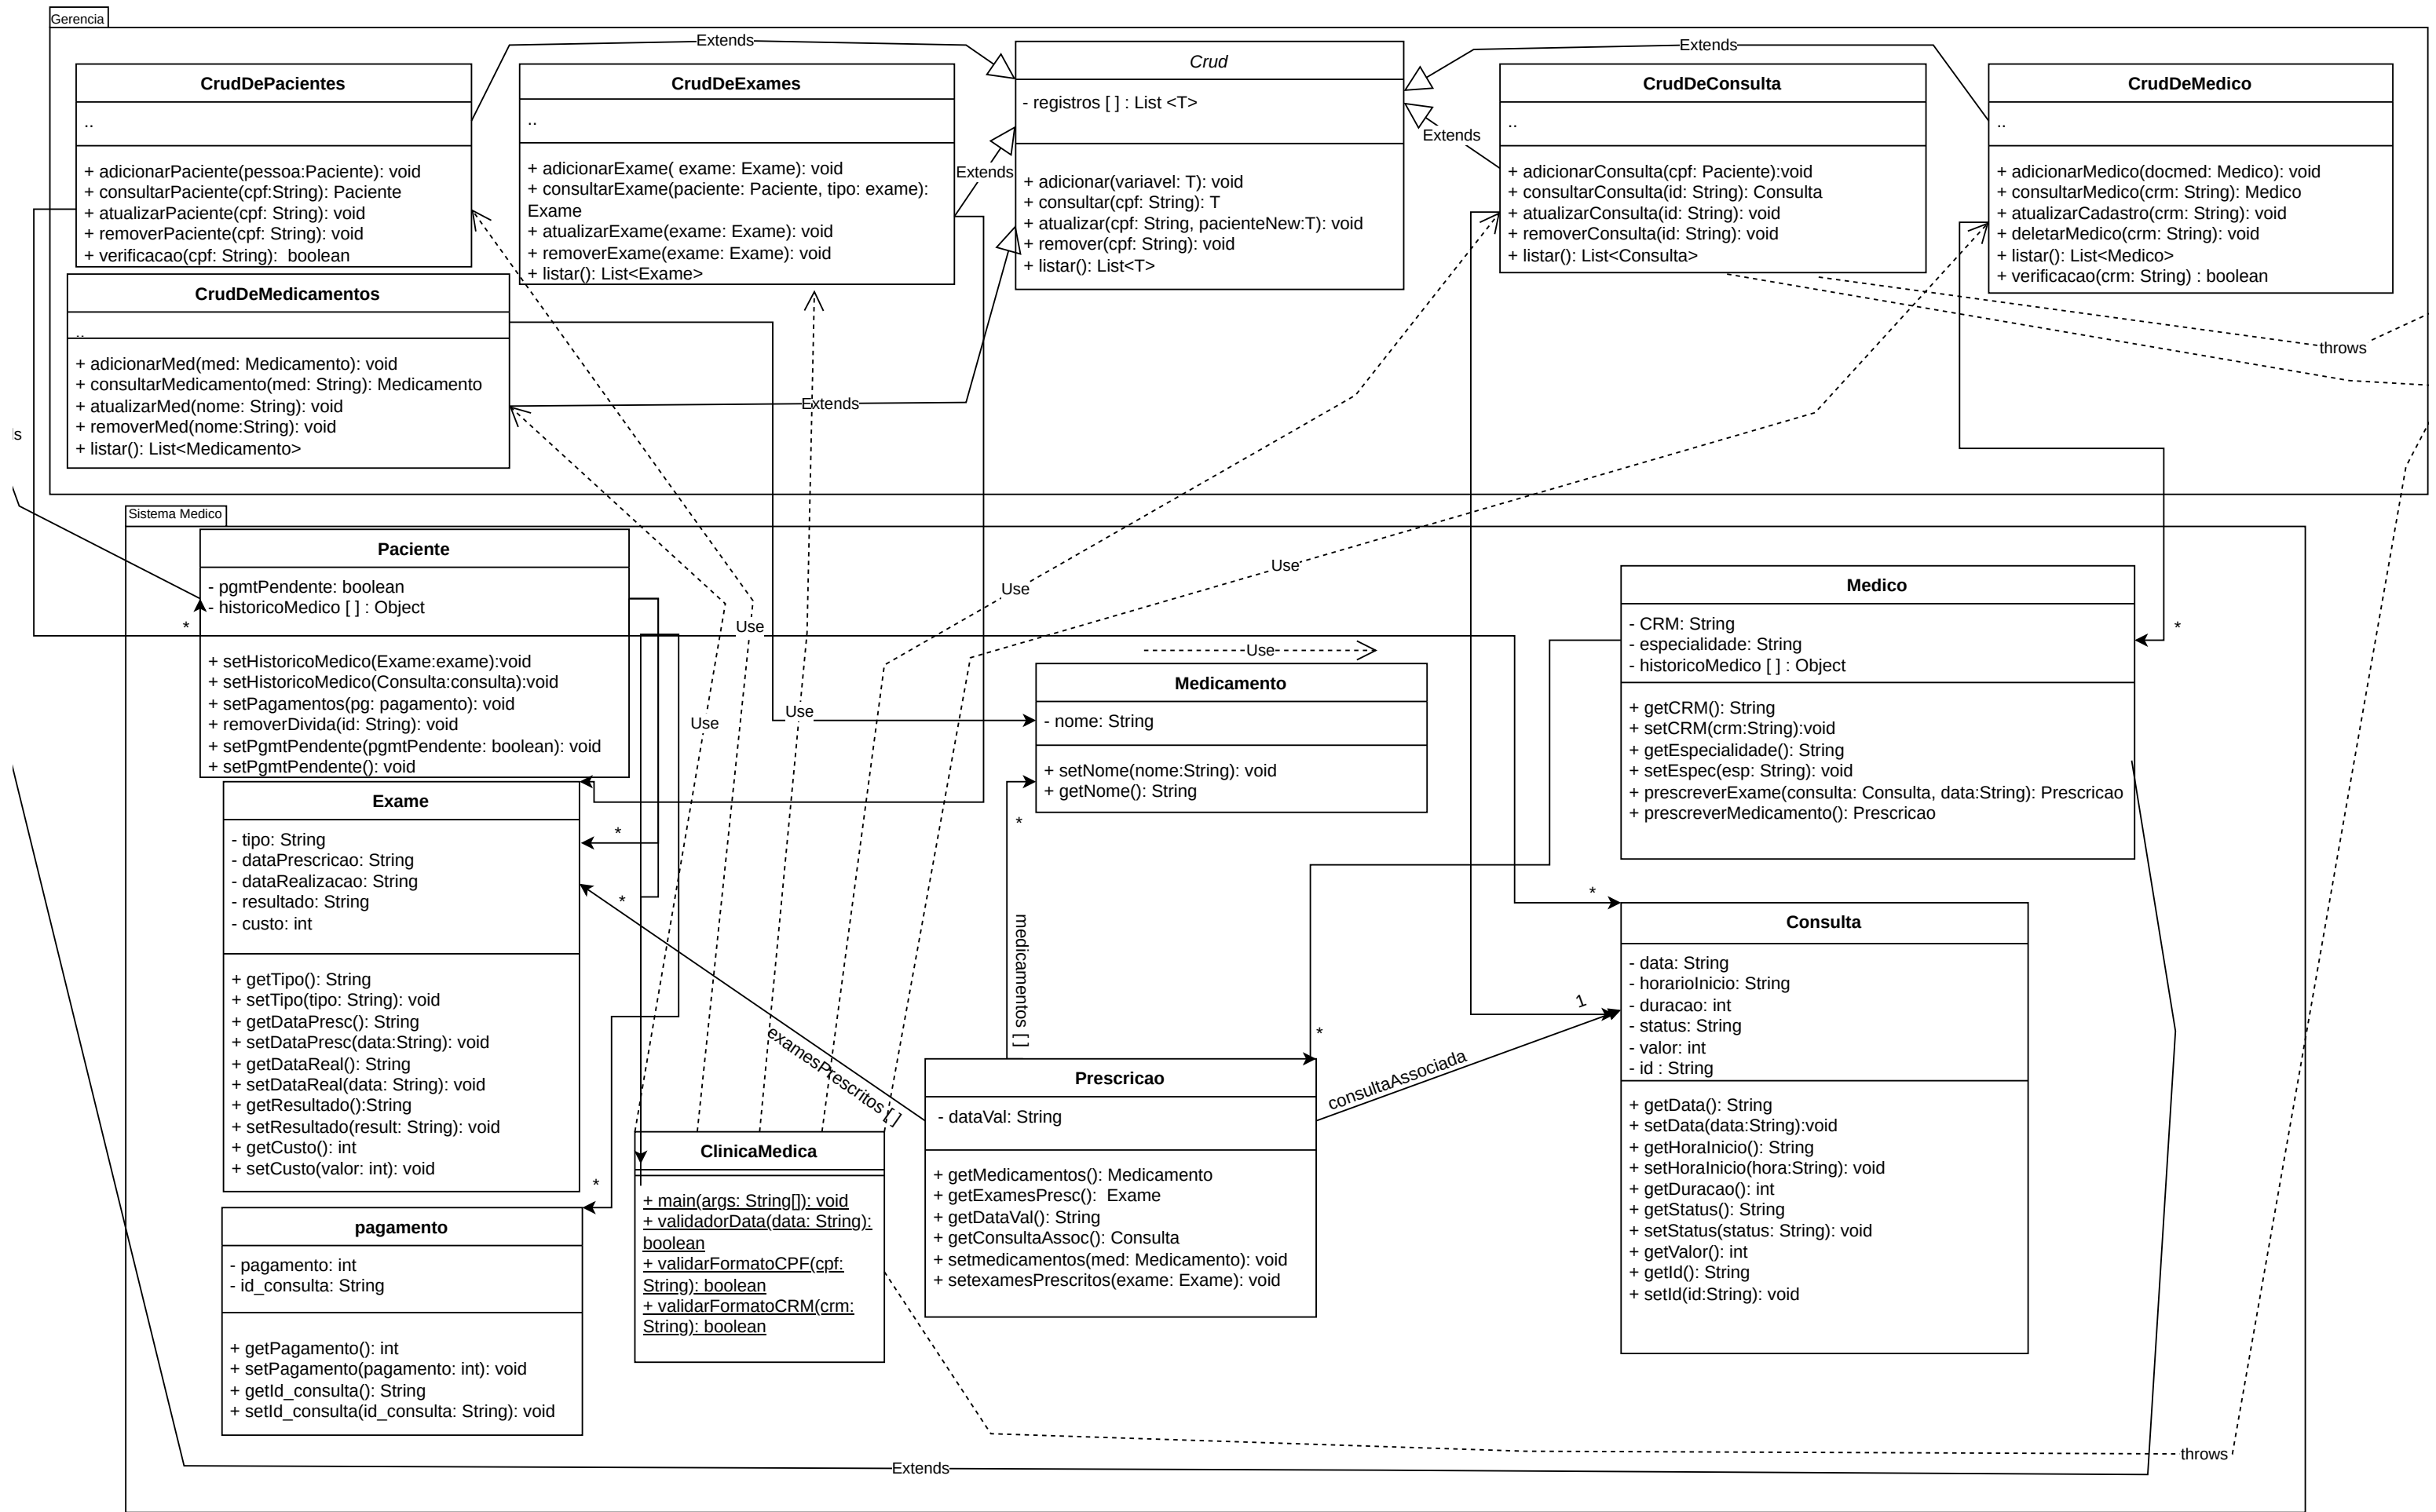 Gerencia
Extends
Extends
CrudDePacientes
..
+ adicionarPaciente(pessoa:Paciente): void
+ consultarPaciente(cpf:String): Paciente
+ atualizarPaciente(cpf: String): void
+ removerPaciente(cpf: String): void
+ verificacao(cpf: String): boolean
CrudDeExames
..
+ adicionarExame( exame: Exame): void
+ consultarExame(paciente: Paciente, tipo: exame):
Exame
+ atualizarExame(exame: Exame): void
+ removerExame(exame: Exame): void
+ listar(): List<Exame>
Extends
Crud
- registros [ ] : List <T>
+ adicionar(variavel: T): void
+ consultar(cpf: String): T
+ atualizar(cpf: String, pacienteNew:T): void
+ remover(cpf: String): void
+ listar(): List<T>
Extends
CrudDeConsulta
..
+ adicionarConsulta(cpf: Paciente):void
+ consultarConsulta(id: String): Consulta
+ atualizarConsulta(id: String): void
+ removerConsulta(id: String): void
+ listar(): List<Consulta>
CrudDeMedico
..
+ adicionarMedico(docmed: Medico): void
+ consultarMedico(crm: String): Medico
+ atualizarCadastro(crm: String): void
+ deletarMedico(crm: String): void
+ listar(): List<Medico>
+ verificacao(crm: String) : boolean
CrudDeMedicamentos
..
+ adicionarMed(med: Medicamento): void
+ consultarMedicamento(med: String): Medicamento
+ atualizarMed(nome: String): void
+ removerMed(nome:String): void
+ listar(): List<Medicamento>
Extends
throws
ls
Sistema Medico
Paciente
- pgmtPendente: boolean
- historicoMedico [ ] : Object
+ setHistoricoMedico(Exame:exame):void
+ setHistoricoMedico(Consulta:consulta):void
+ setPagamentos(pg: pagamento): void
+ removerDivida(id: String): void
+ setPgmtPendente(pgmtPendente: boolean): void
+ setPgmtPendente(): void
*
Use
Use
Use
Use
Use
Use
Medicamento
- nome: String
+ setNome(nome:String): void
+ getNome(): String
Medico
- CRM: String
- especialidade: String
- historicoMedico [ ] : Object
+ getCRM(): String
+ setCRM(crm:String):void
+ getEspecialidade(): String
+ setEspec(esp: String): void
+ prescreverExame(consulta: Consulta, data:String): Prescricao
+ prescreverMedicamento(): Prescricao
*
Exame
- tipo: String
- dataPrescricao: String
- dataRealizacao: String
- resultado: String
- custo: int
+ getTipo(): String
+ setTipo(tipo: String): void
+ getDataPresc(): String
+ setDataPresc(data:String): void
+ getDataReal(): String
+ setDataReal(data: String): void
+ getResultado():String
+ setResultado(result: String): void
+ getCusto(): int
+ setCusto(valor: int): void
*
*
examesPrescritos [ ]
*
medicamentos [ ]
*
*
1
consultaAssociada
Consulta
- data: String
- horarioInicio: String
- duracao: int
- status: String
- valor: int
- id : String
+ getData(): String
+ setData(data:String):void
+ getHoraInicio(): String
+ setHoraInicio(hora:String): void
+ getDuracao(): int
+ getStatus(): String
+ setStatus(status: String): void
+ getValor(): int
+ getId(): String
+ setId(id:String): void
Prescricao
- dataVal: String
+ getMedicamentos(): Medicamento
+ getExamesPresc(): Exame
+ getDataVal(): String
+ getConsultaAssoc(): Consulta
+ setmedicamentos(med: Medicamento): void
+ setexamesPrescritos(exame: Exame): void
ClinicaMedica
+ main(args: String[]): void
+ validadorData(data: String):
boolean
+ validarFormatoCPF(cpf:
String): boolean
+ validarFormatoCRM(crm:
String): boolean
*
pagamento
- pagamento: int
- id_consulta: String
+ getPagamento(): int
+ setPagamento(pagamento: int): void
+ getId_consulta(): String
+ setId_consulta(id_consulta: String): void
throws
Extends